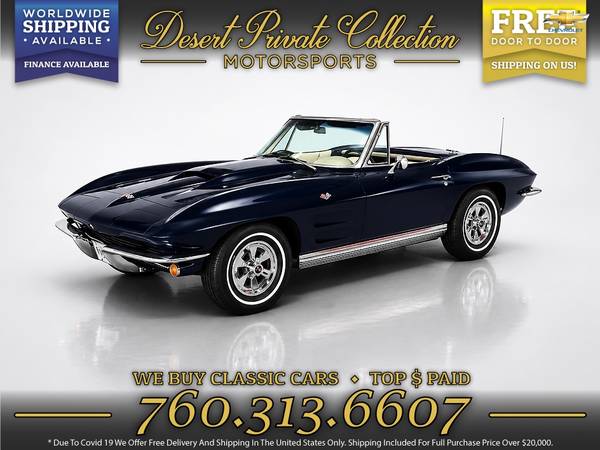 WORLDWIDE
SHIPPING
AVAILABLE
FINANCE AVAILABLE
Desert Private Collection
MOTORSPORTS
FREE
CHEVROLET
DOOR TO DOOR
SHIPPING ON US!
WE BUY CLASSIC CARS • TOP $ PAID
760.313.6607
* Due To Covid 19 We Offer Free Delivery And Shipping In The United States Only. Shipping Included For Full Purchase Price Over $20,000.